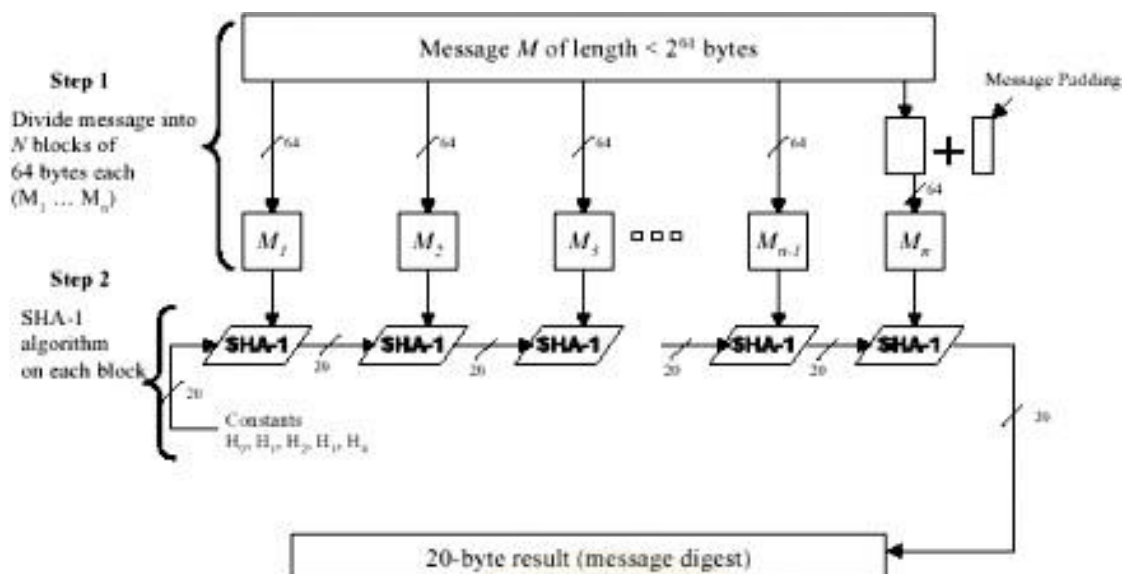 Message M of length < 2^61 bytes
Step 1
Message Padding
Divide message into
N blocks of
64 bytes each
(M₁ … Mₙ)
64 64 64 64
64
M₁ M₂ M₃ Mₙ₋₁ Mₙ
Step 2
SHA-1
algorithm
on each block
SHA-1 SHA-1 SHA-1 SHA-1 SHA-1
20 20 20 20
20
20
Constants
H₀, H₁, H₂, H₃, H₄
20-byte result (message digest)